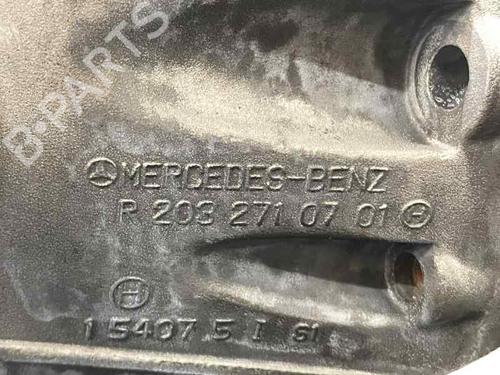 B-PARTS
MERCEDES-BENZ
R 203 271 07 01 H
H
1 5407 5 I 61